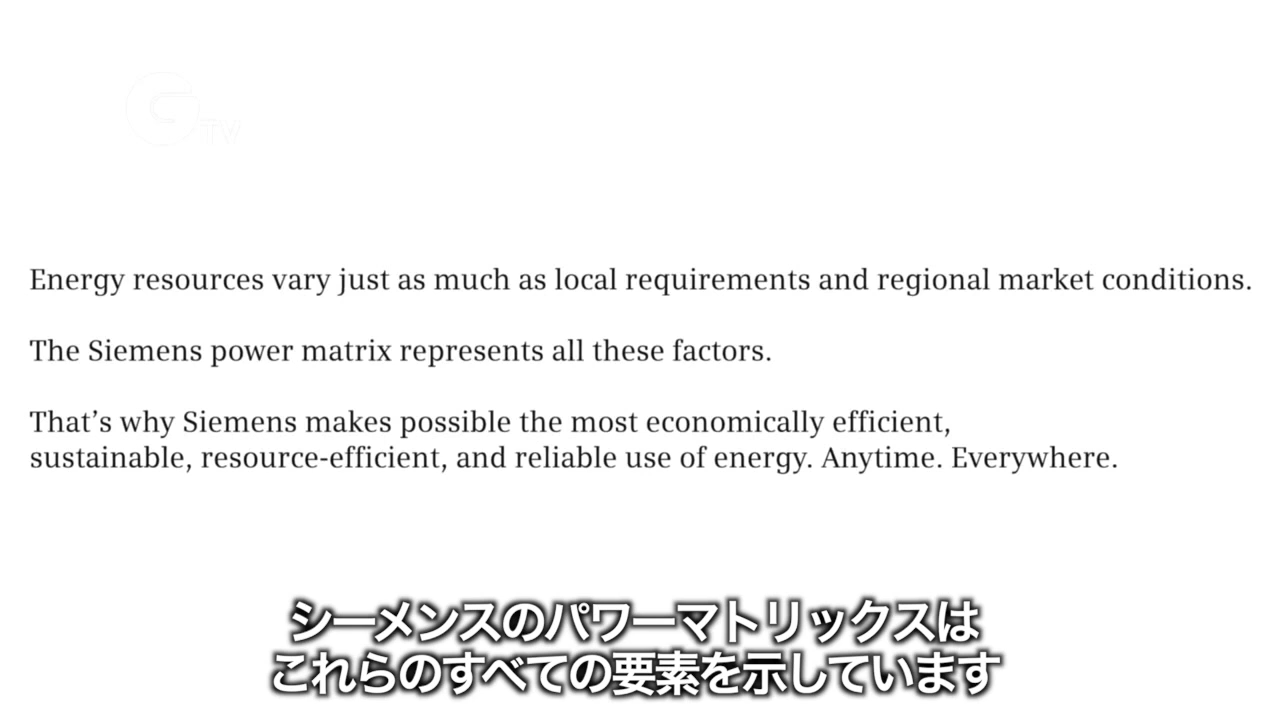 G TV
Energy resources vary just as much as local requirements and regional market conditions.
The Siemens power matrix represents all these factors.
That’s why Siemens makes possible the most economically efficient,
sustainable, resource-efficient, and reliable use of energy. Anytime. Everywhere.
シーメンスのパワーマトリックスは
これらのすべての要素を示しています